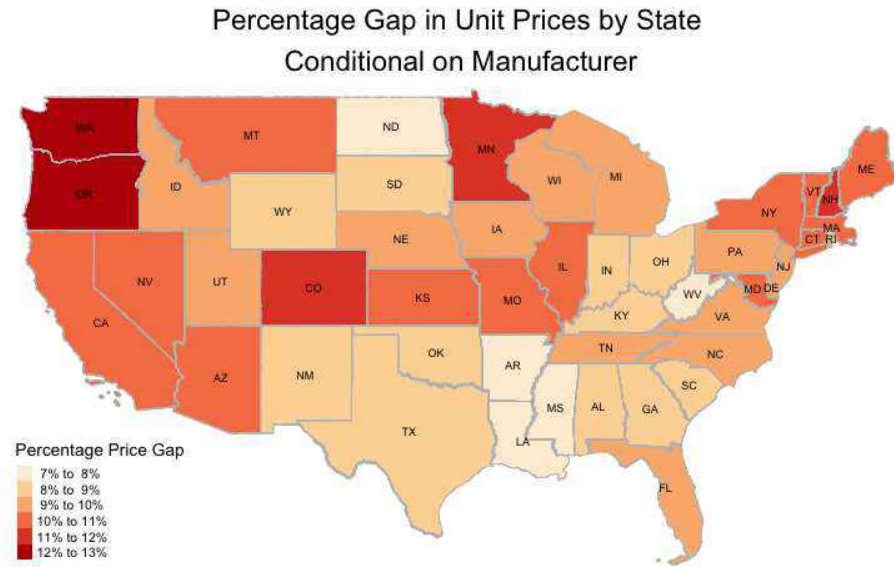 Percentage Gap in Unit Prices by State
Conditional on Manufacturer
WA
MT
ND
MN
ME
OR
ID
SD
WI
MI
VT
NH
WY
NY
MA
IA
CT
RI
NE
PA
NV
UT
OH
NJ
IN
CO
IL
MD
DE
WV
KS
MO
CA
KY
VA
TN
NC
OK
AZ
NM
AR
SC
MS
AL
GA
TX
LA
FL
Percentage Price Gap
7% to 8%
8% to 9%
9% to 10%
10% to 11%
11% to 12%
12% to 13%